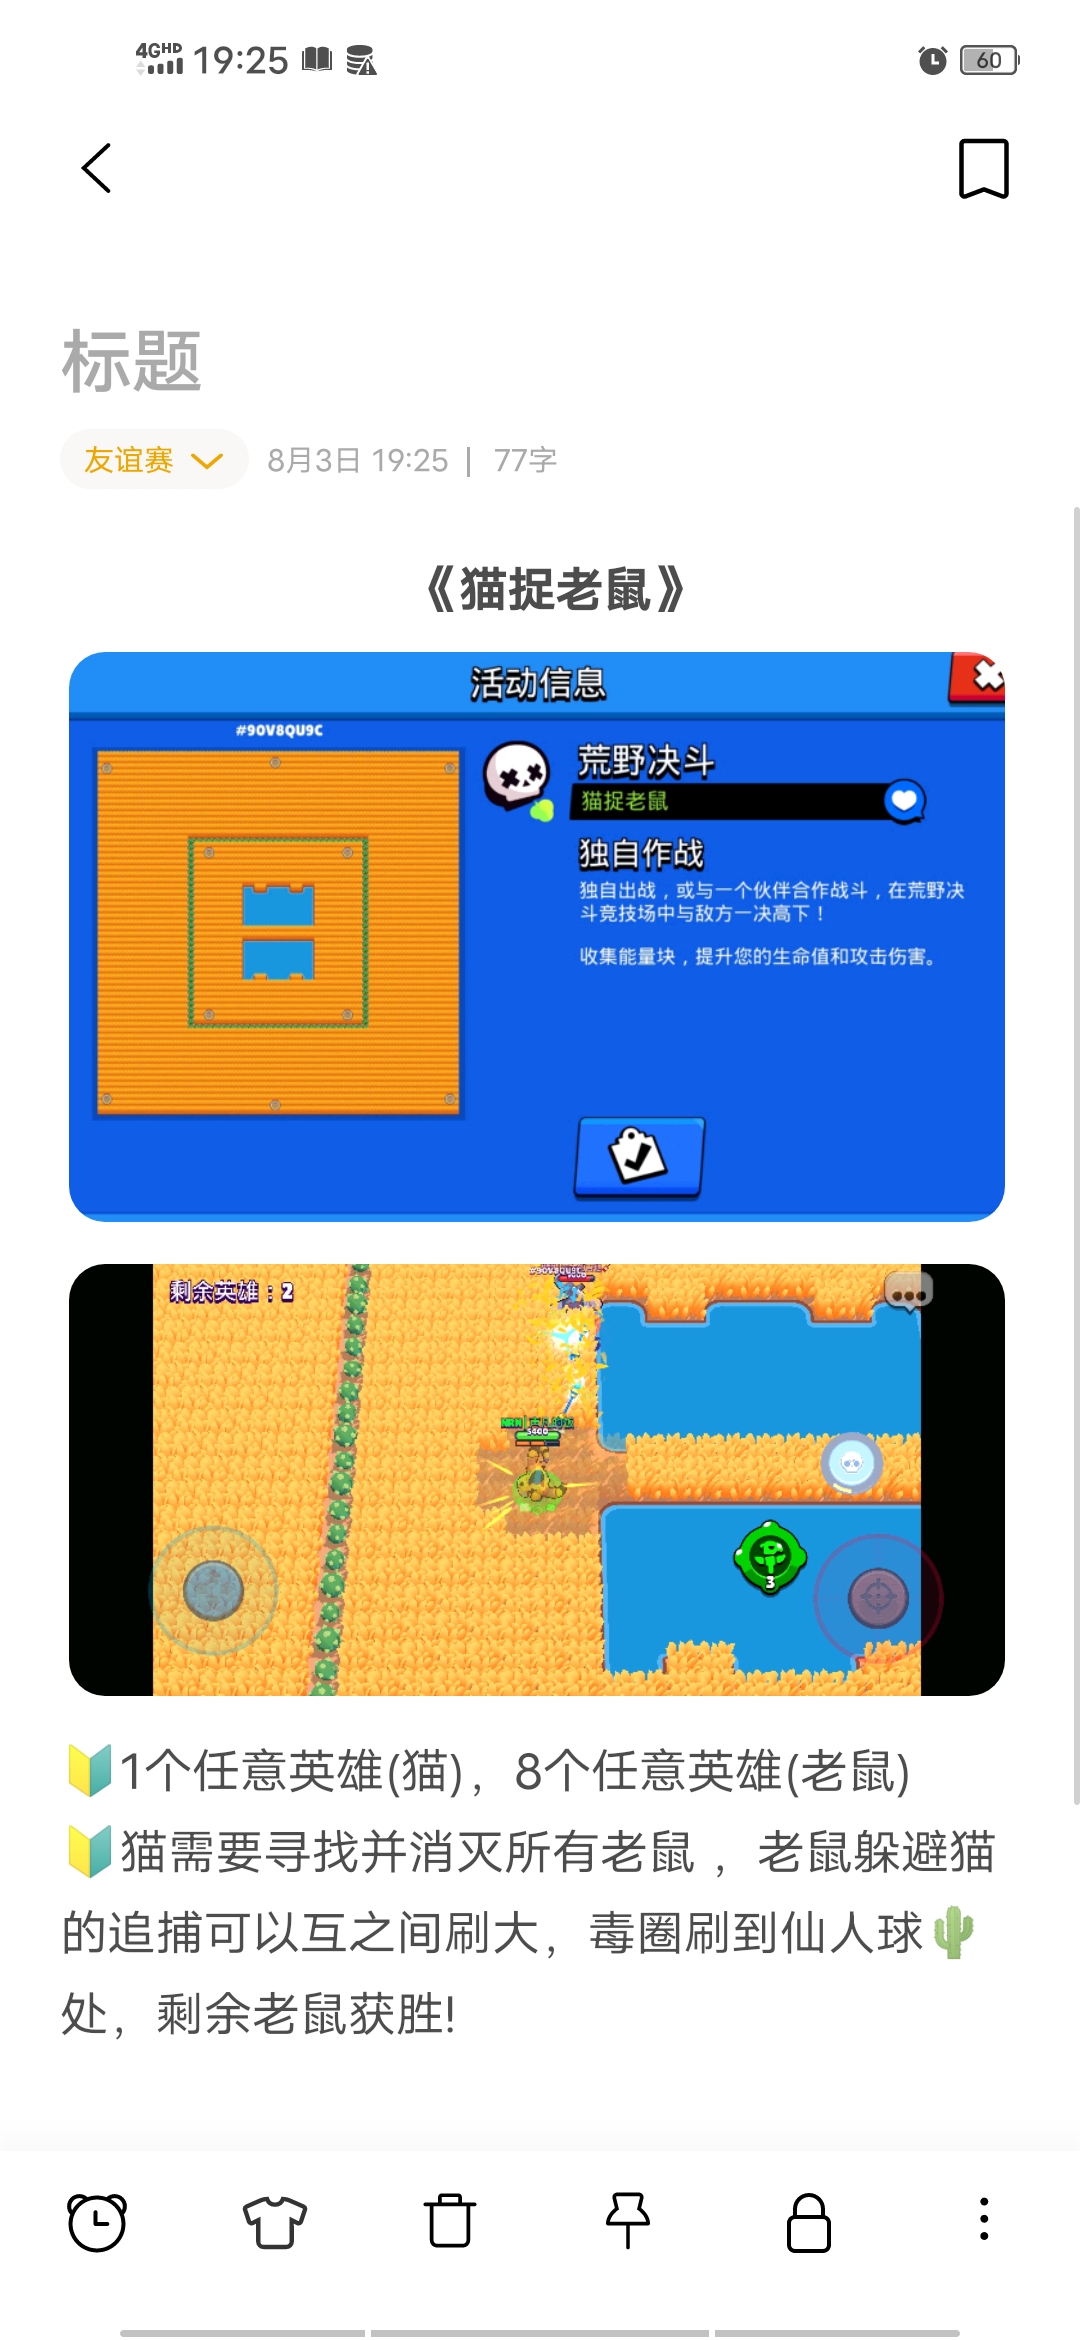 4GHD 19:25 60
标题
友谊赛 8月3日 19:25 | 77字
《猫捉老鼠》
活动信息
#90V8QU9C
荒野决斗
猫捉老鼠
独自作战
独自出战，或与一个伙伴合作战斗，在荒野决
斗竞技场中与敌方一决高下！
收集能量块，提升您的生命值和攻击伤害。
剩余英雄：2
5400
3
🔰1个任意英雄(猫)，8个任意英雄(老鼠)
🔰猫需要寻找并消灭所有老鼠 ，老鼠躲避猫
的追捕可以互之间刷大，毒圈刷到仙人球🌵
处，剩余老鼠获胜!